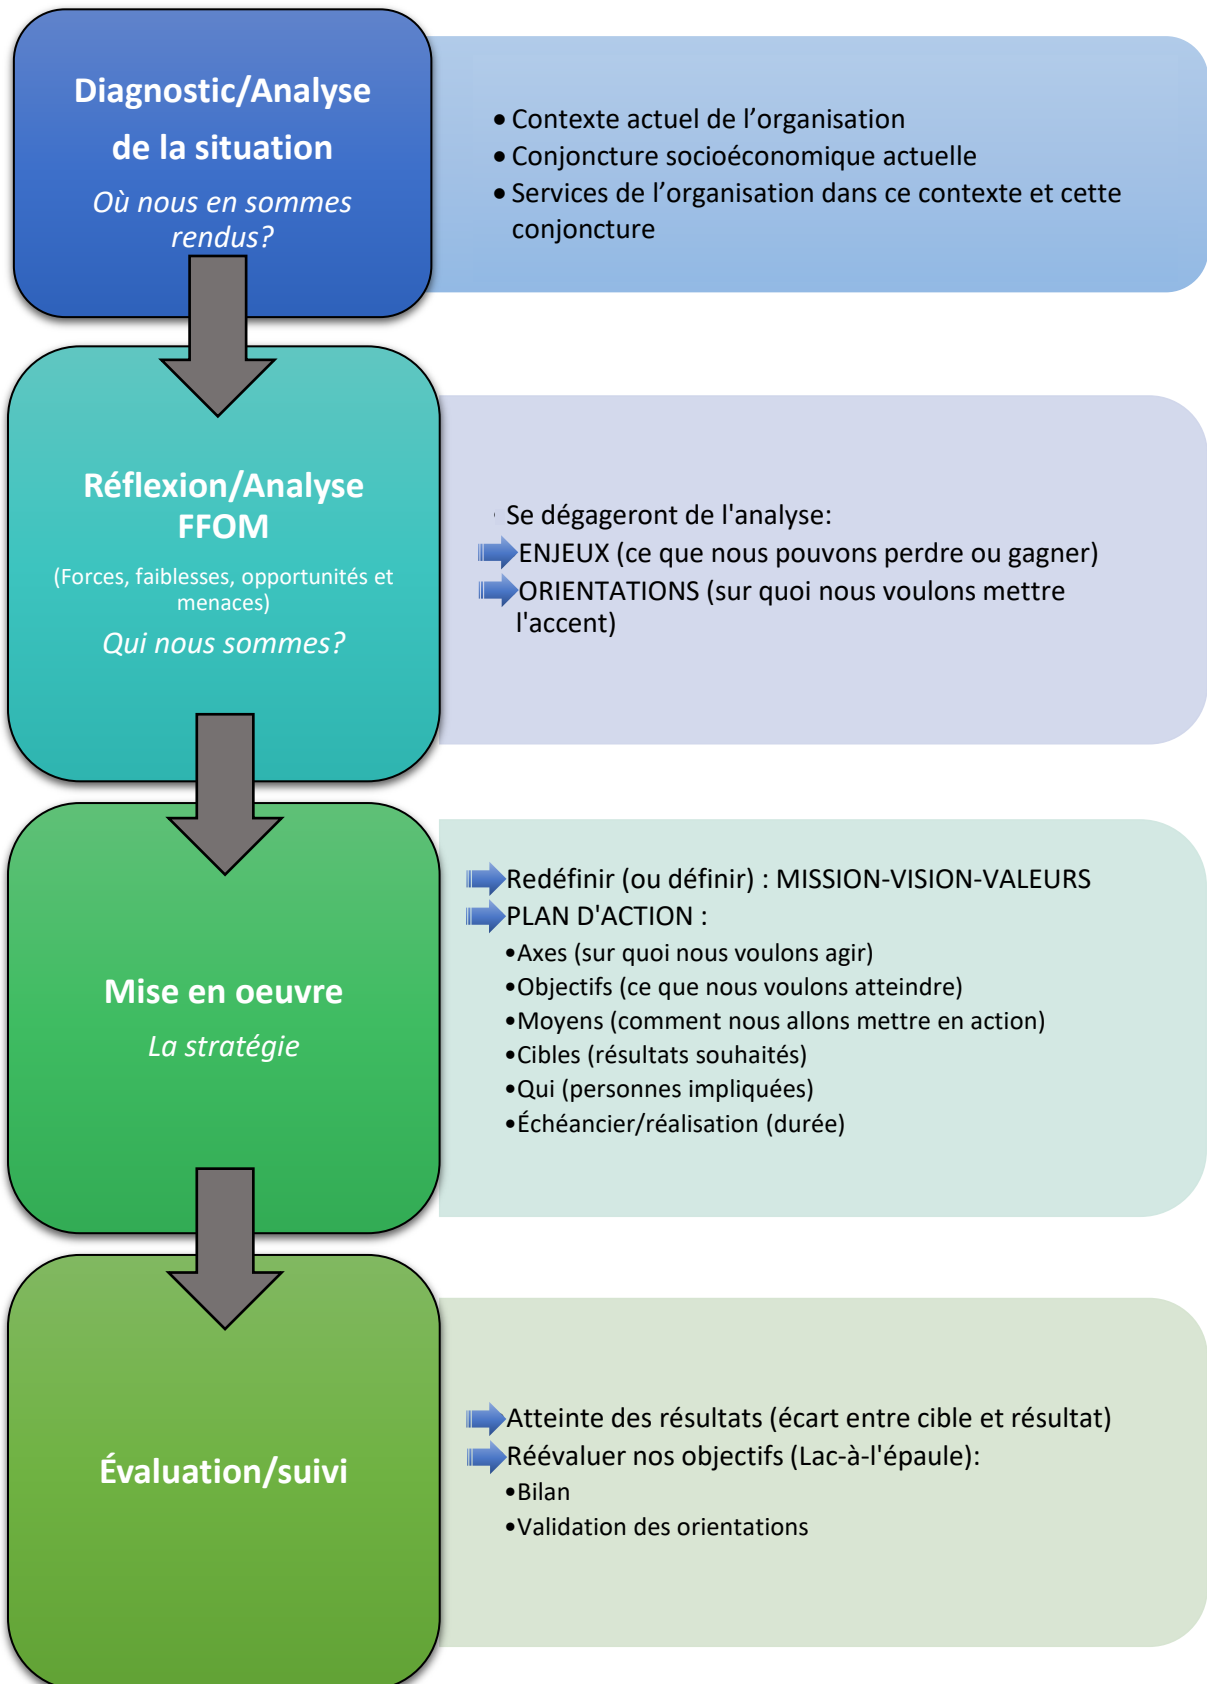 Diagnostic/Analyse
de la situation
Où nous en sommes
rendus?
• Contexte actuel de l’organisation
• Conjoncture socioéconomique actuelle
• Services de l’organisation dans ce contexte et cette
conjoncture
Réflexion/Analyse
FFOM
(Forces, faiblesses, opportunités et
menaces)
Qui nous sommes?
• Se dégageront de l'analyse:
ENJEUX (ce que nous pouvons perdre ou gagner)
ORIENTATIONS (sur quoi nous voulons mettre
l'accent)
Mise en oeuvre
La stratégie
Redéfinir (ou définir) : MISSION-VISION-VALEURS
PLAN D'ACTION :
•Axes (sur quoi nous voulons agir)
•Objectifs (ce que nous voulons atteindre)
•Moyens (comment nous allons mettre en action)
•Cibles (résultats souhaités)
•Qui (personnes impliquées)
•Échéancier/réalisation (durée)
Évaluation/suivi
Atteinte des résultats (écart entre cible et résultat)
Réévaluer nos objectifs (Lac-à-l'épaule):
•Bilan
•Validation des orientations